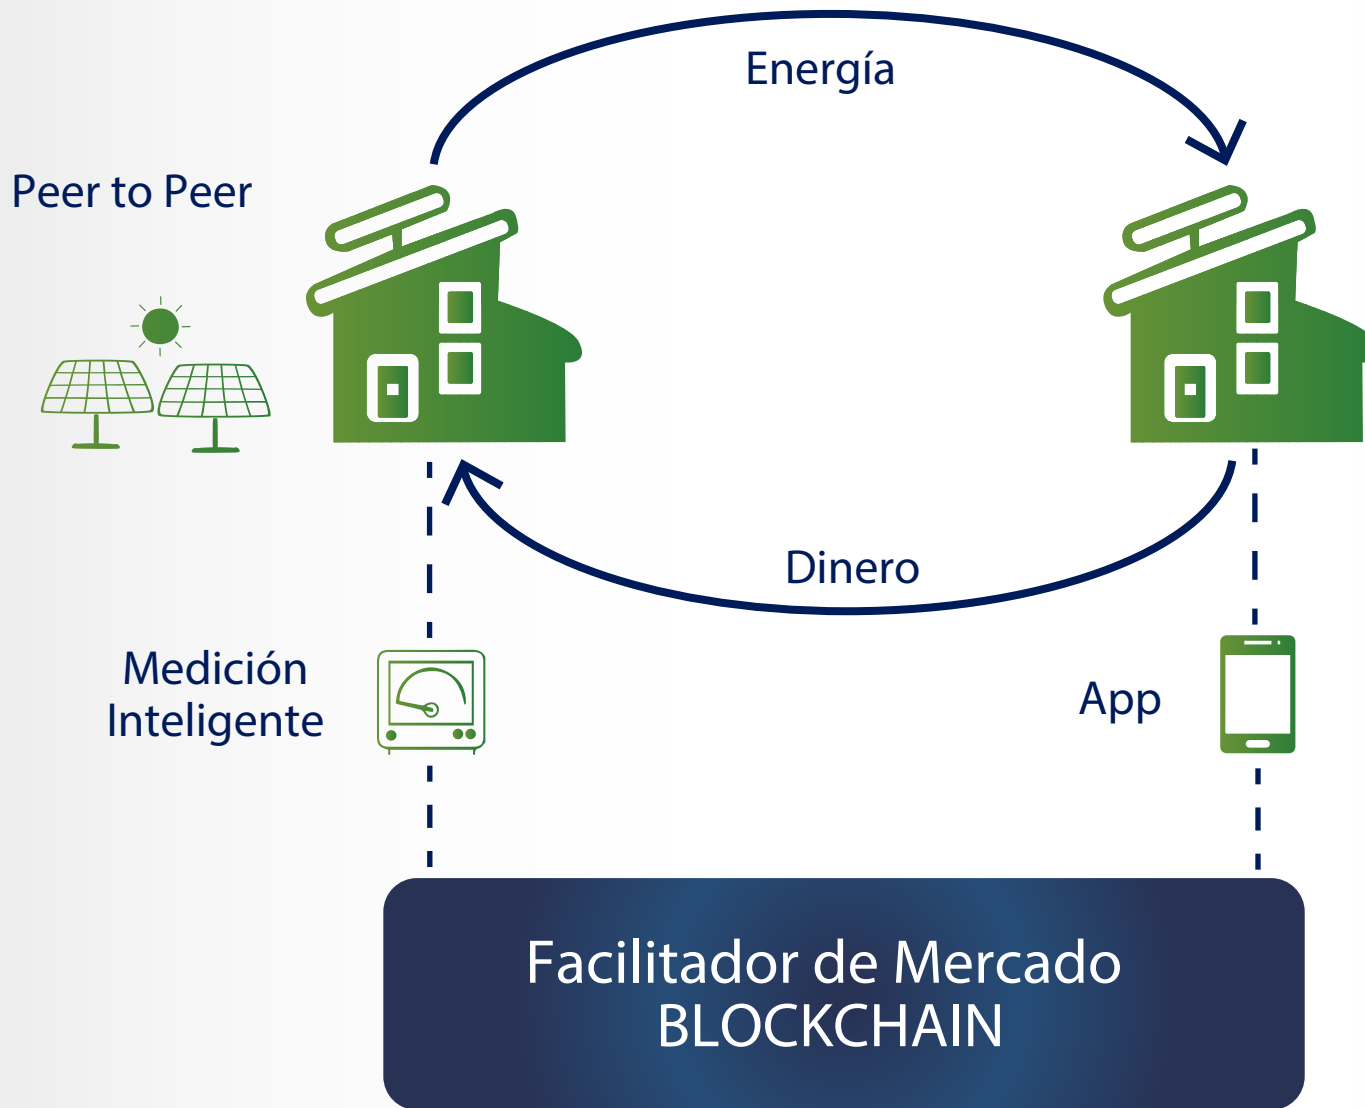 Energía
Peer to Peer
Dinero
Medición
Inteligente
App
Facilitador de Mercado
BLOCKCHAIN